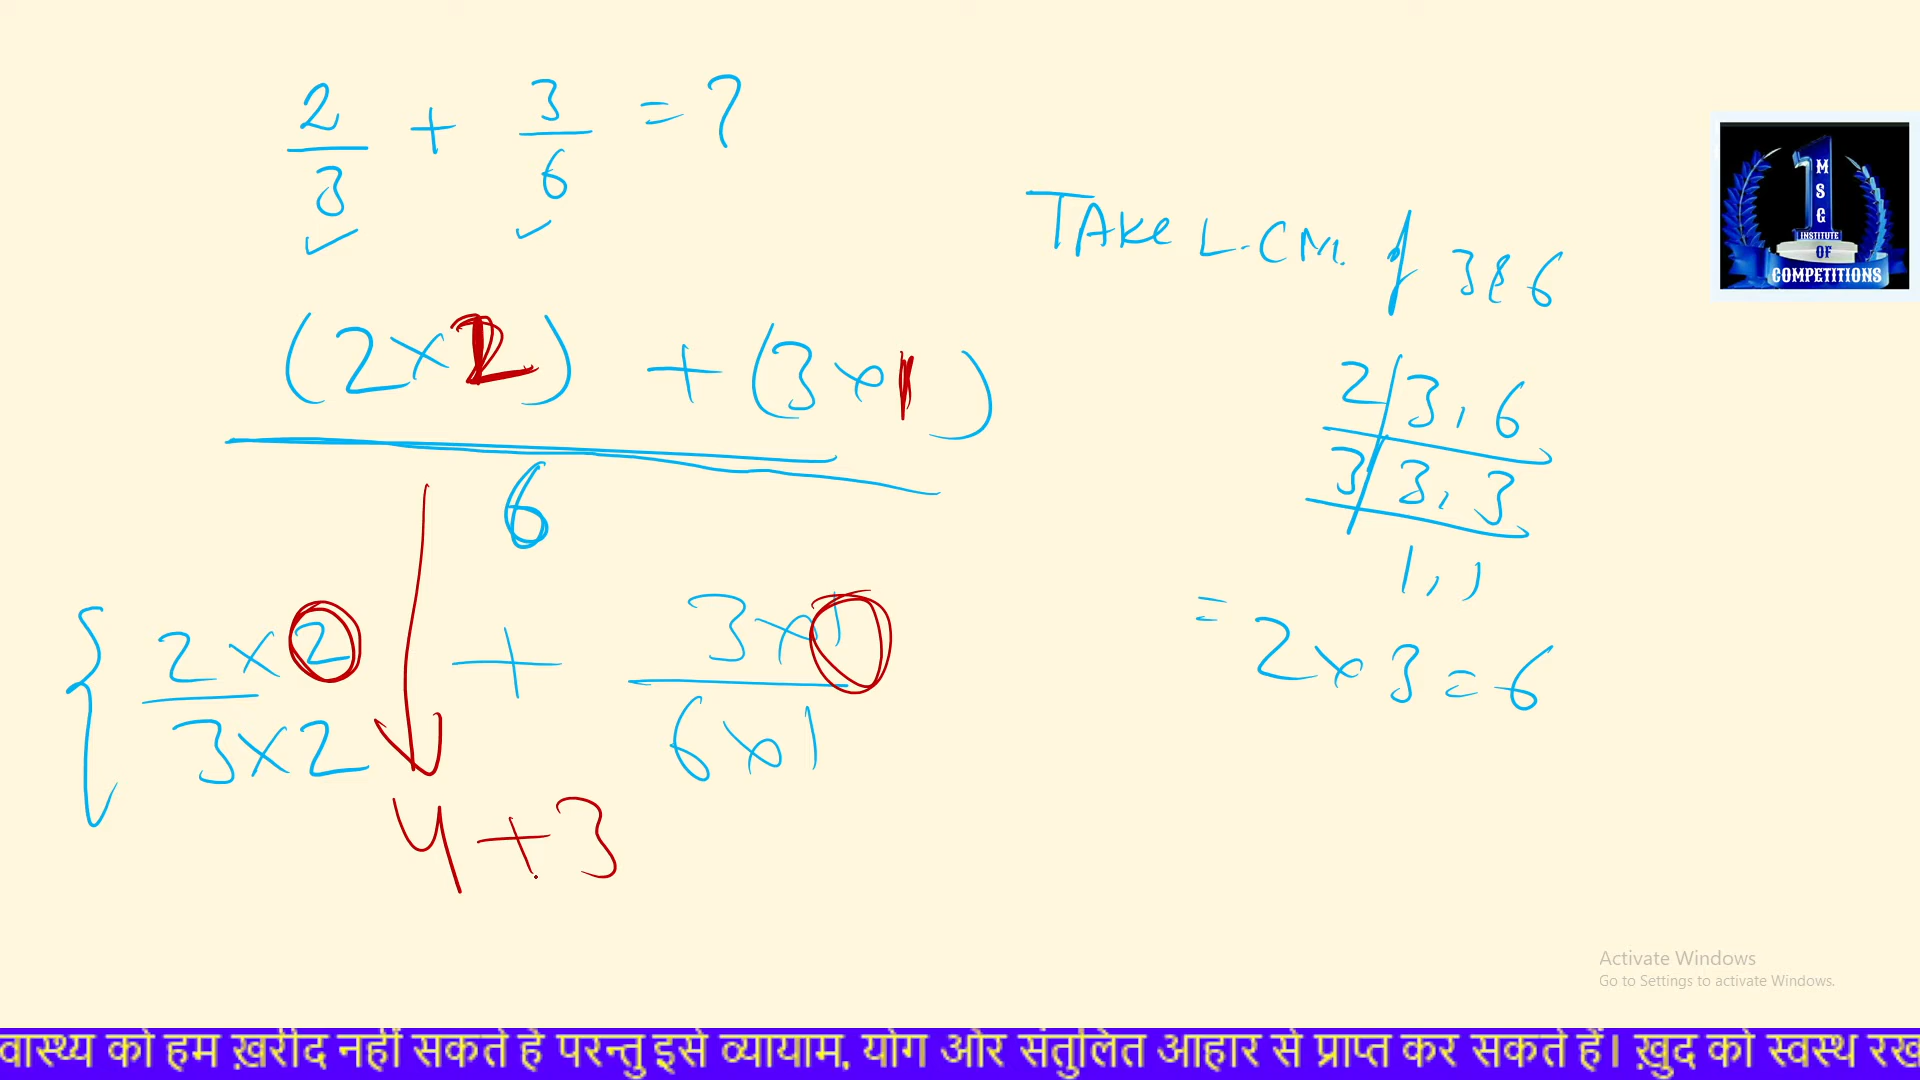 2/3 + 3/6 = ?
TAKE L.C.M. of 3 & 6
(2×2) + (3×1)
6
2 | 3, 6
3 | 3, 3
1, 1
= 2×3=6
2×2/3×2 + 3×1/6×1
4+3
M
S
G
INSTITUTE
OF
COMPETITIONS
Activate Windows
Go to Settings to activate Windows.
वास्थ्य को हम ख़रीद नहीं सकते हे परन्तु इसे व्यायाम, योग ओर संतुलित आहार से प्राप्त कर सकते हैं। ख़ुद को स्वस्थ रख